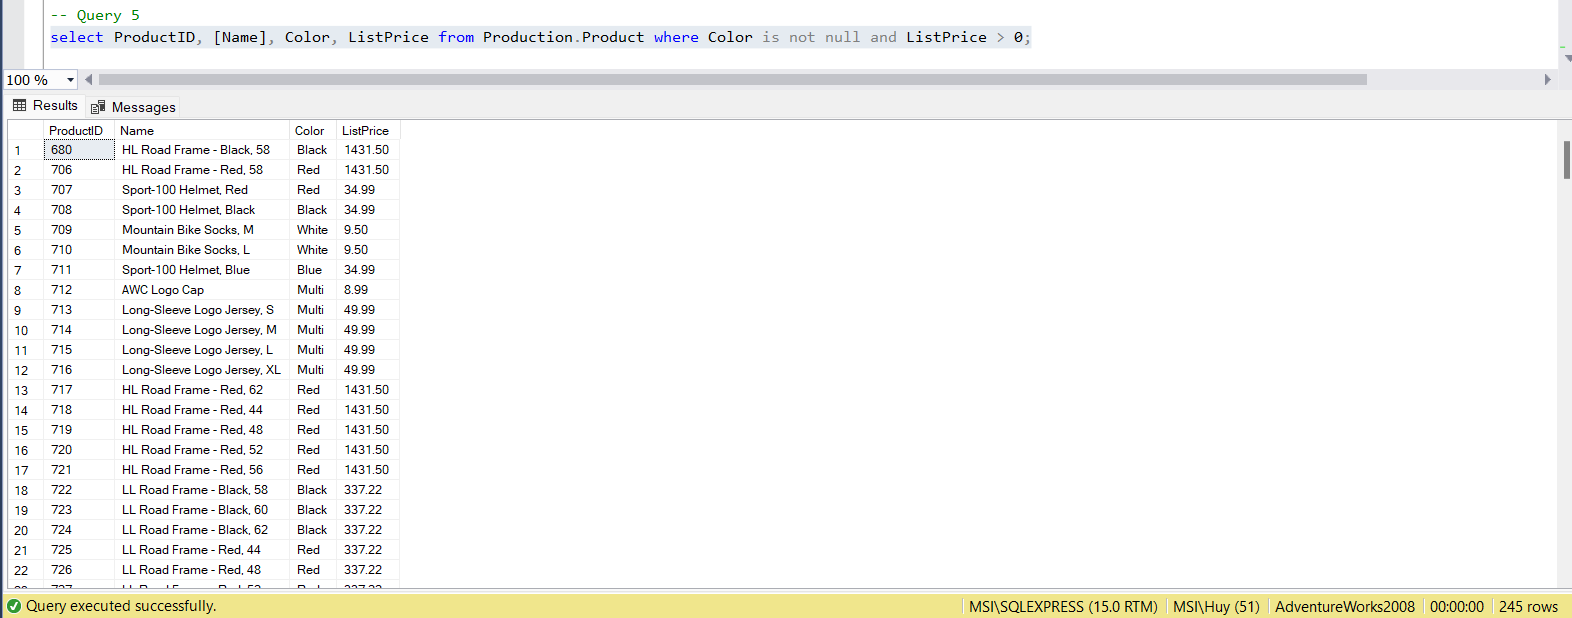 -- Query 5
select ProductID, [Name], Color, ListPrice from Production.Product where Color is not null and ListPrice > 0;
100 %
Results Messages
ProductID Name Color ListPrice
1 680 HL Road Frame - Black, 58 Black 1431.50
2 706 HL Road Frame - Red, 58 Red 1431.50
3 707 Sport-100 Helmet, Red Red 34.99
4 708 Sport-100 Helmet, Black Black 34.99
5 709 Mountain Bike Socks, M White 9.50
6 710 Mountain Bike Socks, L White 9.50
7 711 Sport-100 Helmet, Blue Blue 34.99
8 712 AWC Logo Cap Multi 8.99
9 713 Long-Sleeve Logo Jersey, S Multi 49.99
10 714 Long-Sleeve Logo Jersey, M Multi 49.99
11 715 Long-Sleeve Logo Jersey, L Multi 49.99
12 716 Long-Sleeve Logo Jersey, XL Multi 49.99
13 717 HL Road Frame - Red, 62 Red 1431.50
14 718 HL Road Frame - Red, 44 Red 1431.50
15 719 HL Road Frame - Red, 48 Red 1431.50
16 720 HL Road Frame - Red, 52 Red 1431.50
17 721 HL Road Frame - Red, 56 Red 1431.50
18 722 LL Road Frame - Black, 58 Black 337.22
19 723 LL Road Frame - Black, 60 Black 337.22
20 724 LL Road Frame - Black, 62 Black 337.22
21 725 LL Road Frame - Red, 44 Red 337.22
22 726 LL Road Frame - Red, 48 Red 337.22
Query executed successfully. MSI\SQLEXPRESS (15.0 RTM) MSI\Huy (51) AdventureWorks2008 00:00:00 245 rows